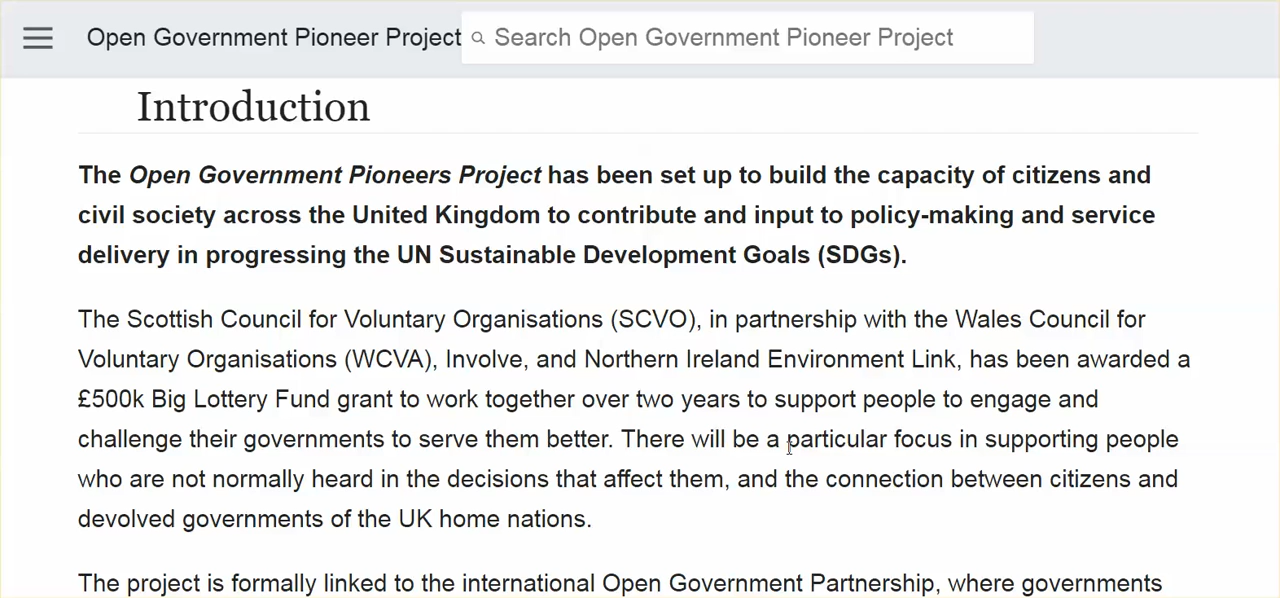 Open Government Pioneer Project
Search Open Government Pioneer Project
Introduction
The Open Government Pioneers Project has been set up to build the capacity of citizens and
civil society across the United Kingdom to contribute and input to policy-making and service
delivery in progressing the UN Sustainable Development Goals (SDGs).
The Scottish Council for Voluntary Organisations (SCVO), in partnership with the Wales Council for
Voluntary Organisations (WCVA), Involve, and Northern Ireland Environment Link, has been awarded a
£500k Big Lottery Fund grant to work together over two years to support people to engage and
challenge their governments to serve them better. There will be a particular focus in supporting people
who are not normally heard in the decisions that affect them, and the connection between citizens and
devolved governments of the UK home nations.
The project is formally linked to the international Open Government Partnership, where governments